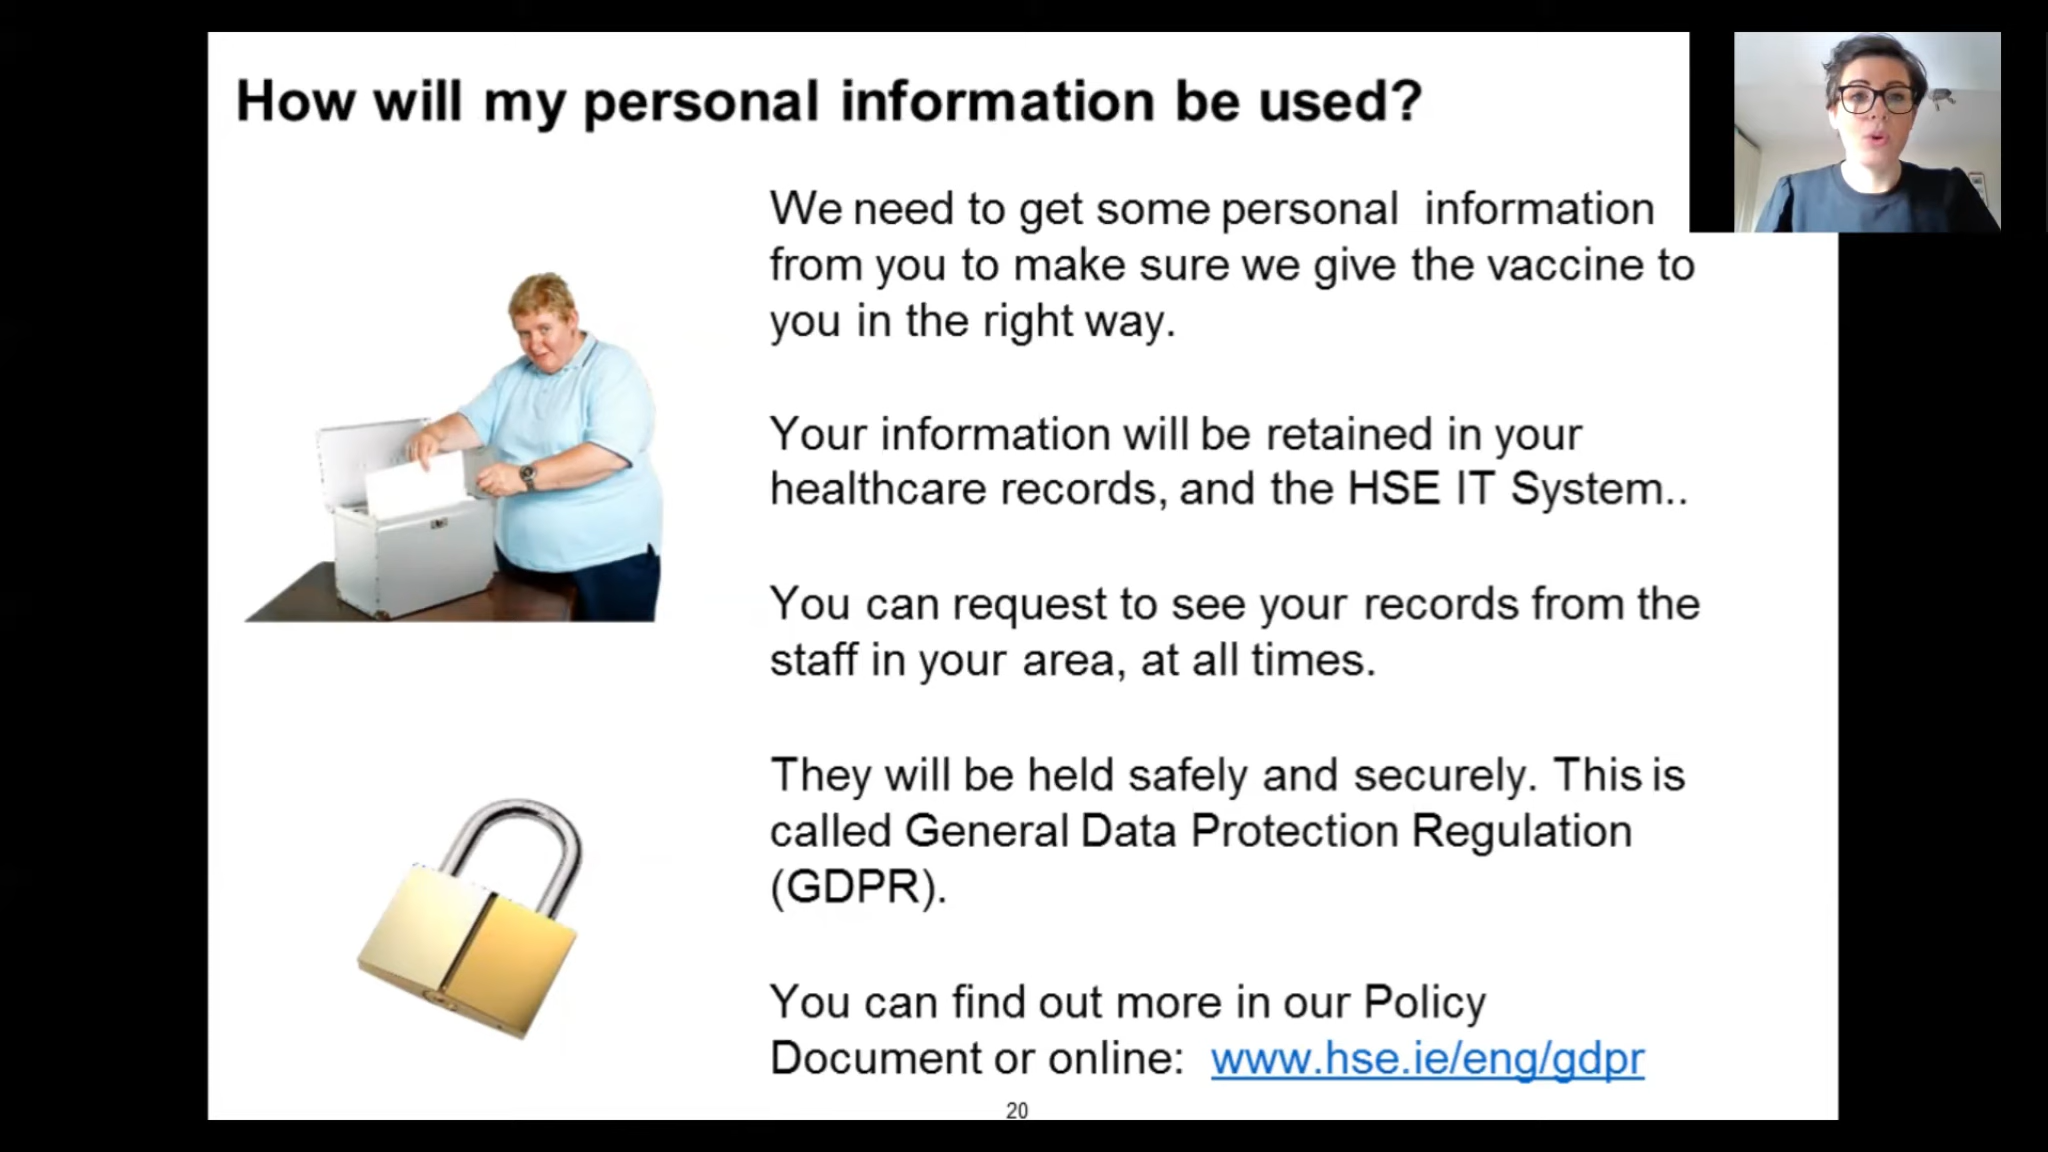 How will my personal information be used?
We need to get some personal information
from you to make sure we give the vaccine to
you in the right way.
Your information will be retained in your
healthcare records, and the HSE IT System..
You can request to see your records from the
staff in your area, at all times.
They will be held safely and securely. This is
called General Data Protection Regulation
(GDPR).
You can find out more in our Policy
Document or online: www.hse.ie/eng/gdpr
20